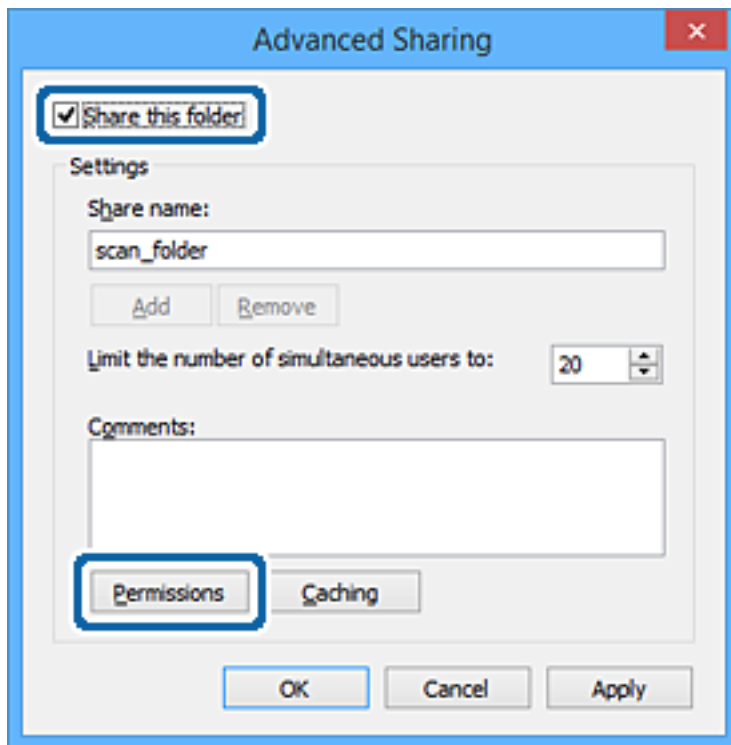 Advanced Sharing
Share this folder
Settings
Share name:
scan_folder
Add Remove
Limit the number of simultaneous users to: 20
Comments:
Permissions Caching
OK Cancel Apply